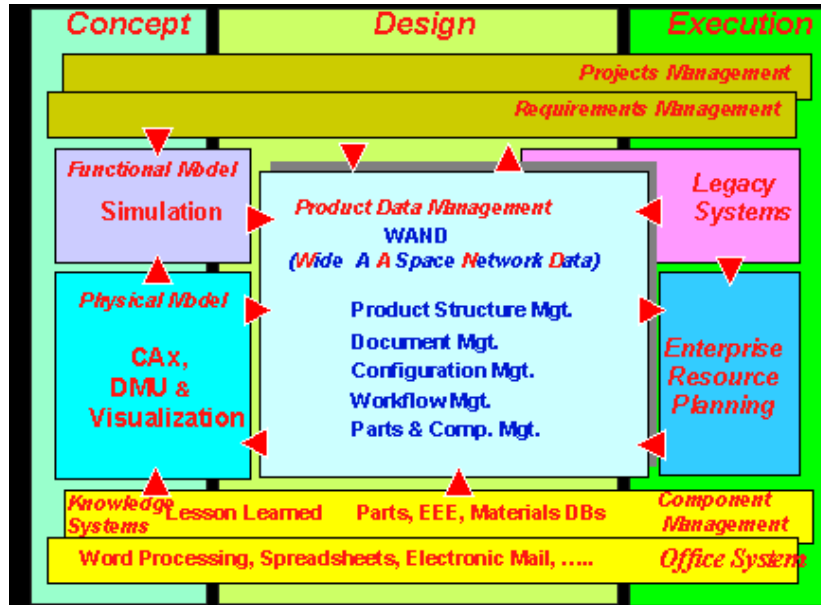 Concept
Design
Execution
Projects Management
Requirements Management
Functional Model
Simulation
Product Data Management
WAND
(Wide A A Space Network Data)
Product Structure Mgt.
Document Mgt.
Configuration Mgt.
Workflow Mgt.
Parts & Comp. Mgt.
Legacy
Systems
Physical Model
CAx,
DMU &
Visualization
Enterprise
Resource
Planning
Knowledge
Systems
Lesson Learned
Parts, EEE, Materials DBs
Component
Management
Word Processing, Spreadsheets, Electronic Mail, .....
Office System